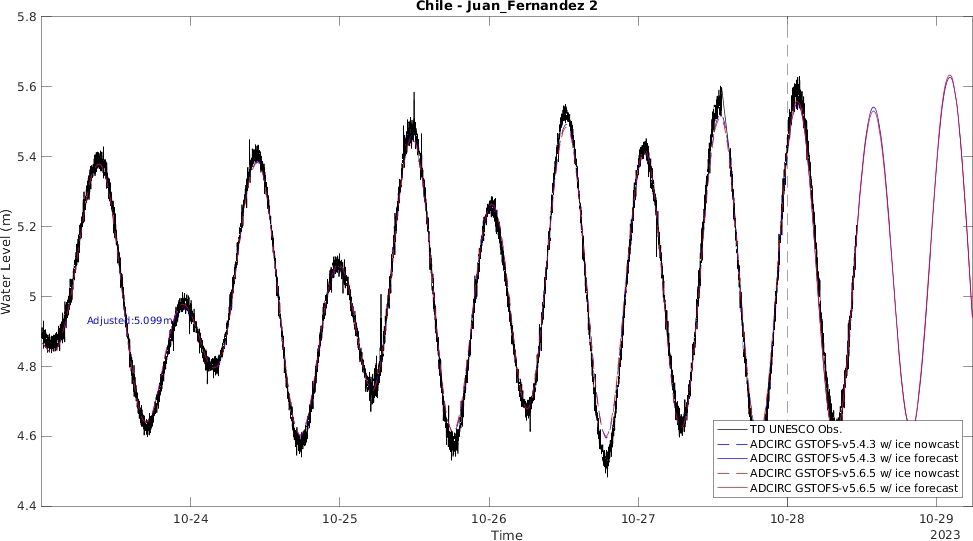 Chile - Juan_Fernandez 2
5.8
5.6
5.4
5.2
5
4.8
4.6
4.4
Water Level (m)
Adjusted:5.099m
TD UNESCO Obs.
ADCIRC GSTOFS-v5.4.3 w/ ice nowcast
ADCIRC GSTOFS-v5.4.3 w/ ice forecast
ADCIRC GSTOFS-v5.6.5 w/ ice nowcast
ADCIRC GSTOFS-v5.6.5 w/ ice forecast
10-24 10-25 10-26 10-27 10-28 10-29
Time
2023